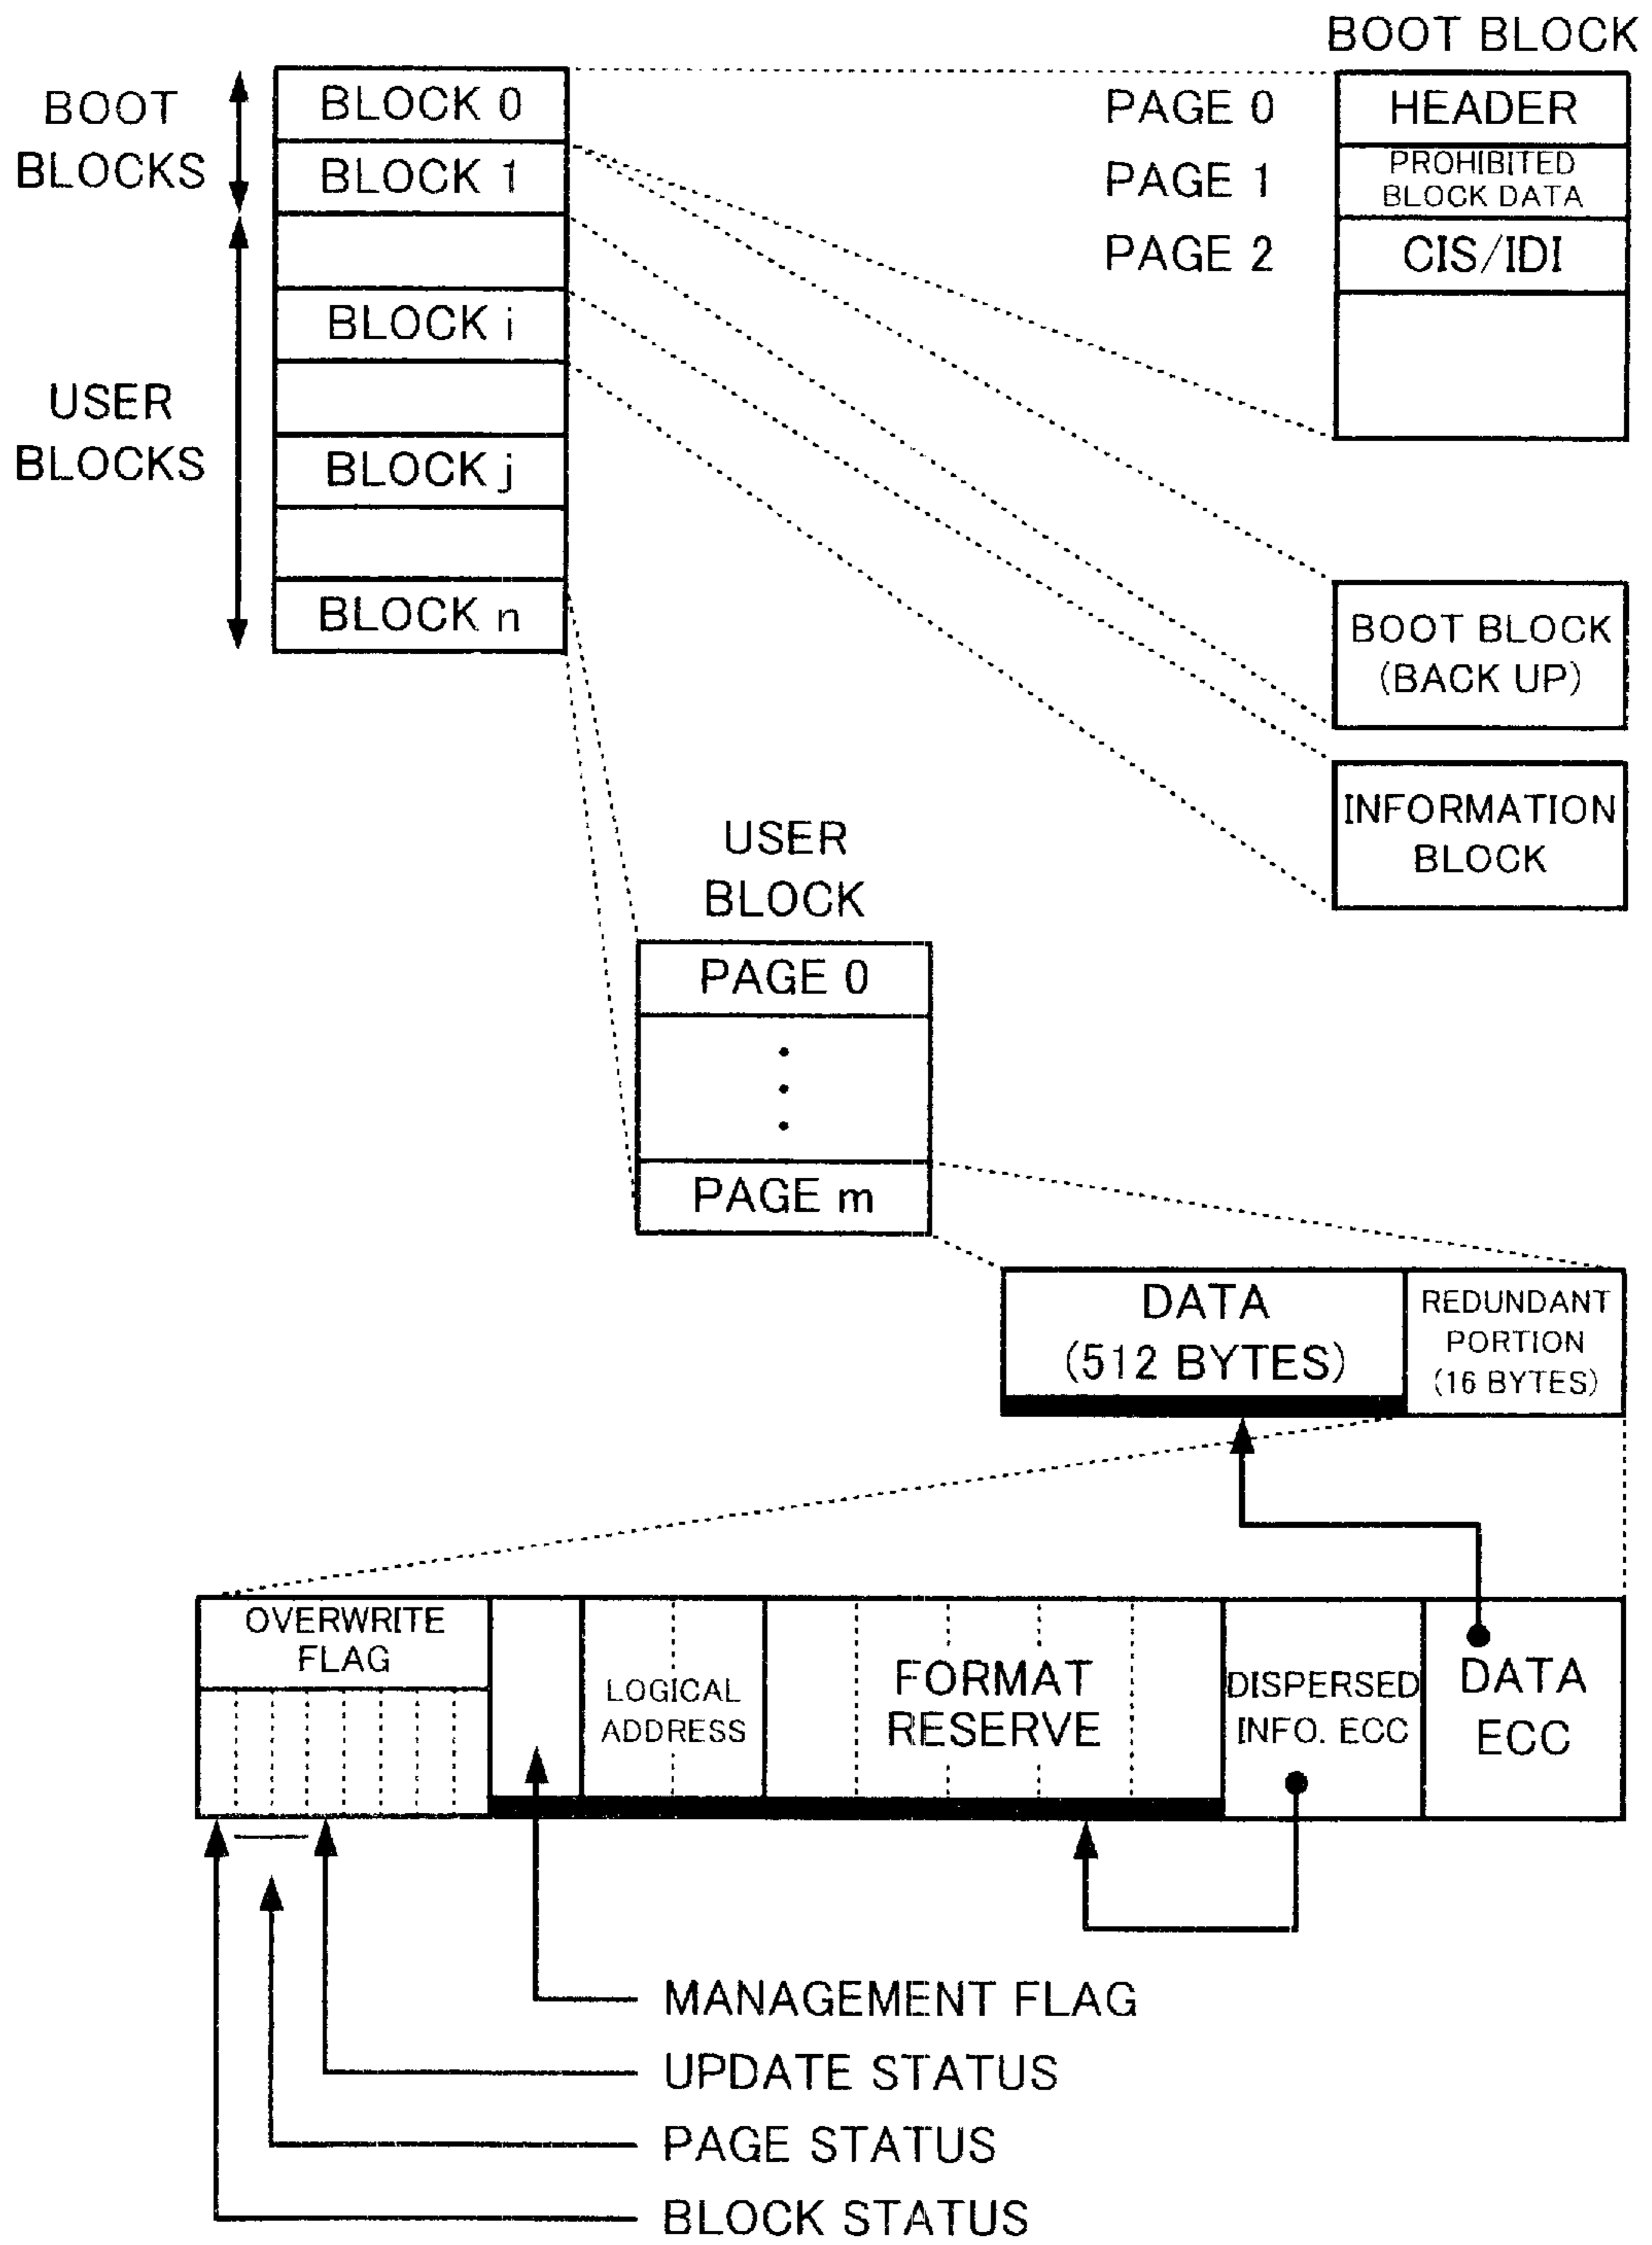 BOOT BLOCK
BOOT
BLOCKS
BLOCK 0
BLOCK 1
PAGE 0
HEADER
PAGE 1
PROHIBITED
BLOCK DATA
PAGE 2
CIS/IDI
USER
BLOCKS
BLOCK i
BLOCK j
BLOCK n
BOOT BLOCK
(BACK UP)
INFORMATION
BLOCK
USER
BLOCK
PAGE 0
PAGE m
DATA
(512 BYTES)
REDUNDANT
PORTION
(16 BYTES)
OVERWRITE
FLAG
LOGICAL
ADDRESS
FORMAT
RESERVE
DISPERSED
INFO. ECC
DATA
ECC
MANAGEMENT FLAG
UPDATE STATUS
PAGE STATUS
BLOCK STATUS